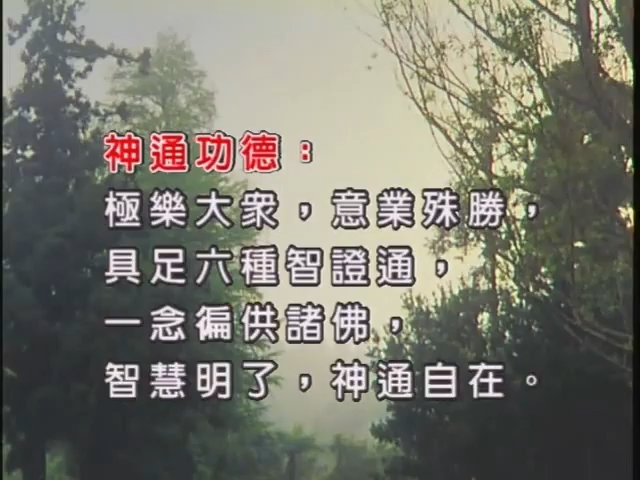 神通功德：
極樂大衆，意業殊勝，
具足六種智證通，
一念徧供諸佛，
智慧明了，神通自在。